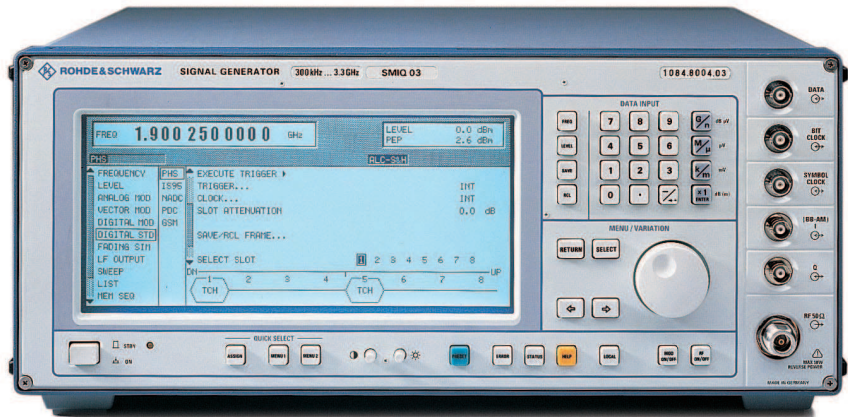 ROHDE&SCHWARZ SIGNAL GENERATOR 300 kHz ... 3.3 GHz SMIQ 03 1084.8004.03
FREQ 1.900 250 000 0 GHz
LEVEL 0.0 dBm
PEP 2.6 dBm
PHS ALC-S&H
FREQUENCY
LEVEL
ANALOG MOD
VECTOR MOD
DIGITAL MOD
DIGITAL STD
FADING SIM
LF OUTPUT
SWEEP
LIST
MEM SEQ
PHS
IS95
NADC
PDC
GSM
EXECUTE TRIGGER
TRIGGER... INT
CLOCK... INT
SLOT ATTENUATION 0.0 dB
SAVE/RCL FRAME...
SELECT SLOT 1 2 3 4 5 6 7 8
DN UP
1 2 3 4 5 6 7 8
TCH TCH
DATA INPUT
FREQ 7 8 9 G/n dB µV
LEVEL 4 5 6 M/µ µV
SAVE 1 2 3 k/m mV
RCL 0 . -/... x1 ENTER
MENU / VARIATION
RETURN SELECT
DATA
BIT CLOCK
SYMBOL CLOCK
(BB-AM)
I
Q
RF 50Ω
MAX 50W
REVERSE POWER
MADE IN GERMANY
STBY
ON
QUICK SELECT
ASSIGN MENU 1 MENU 2
PRESET ERROR STATUS HELP LOCAL MOD ON/OFF RF ON/OFF